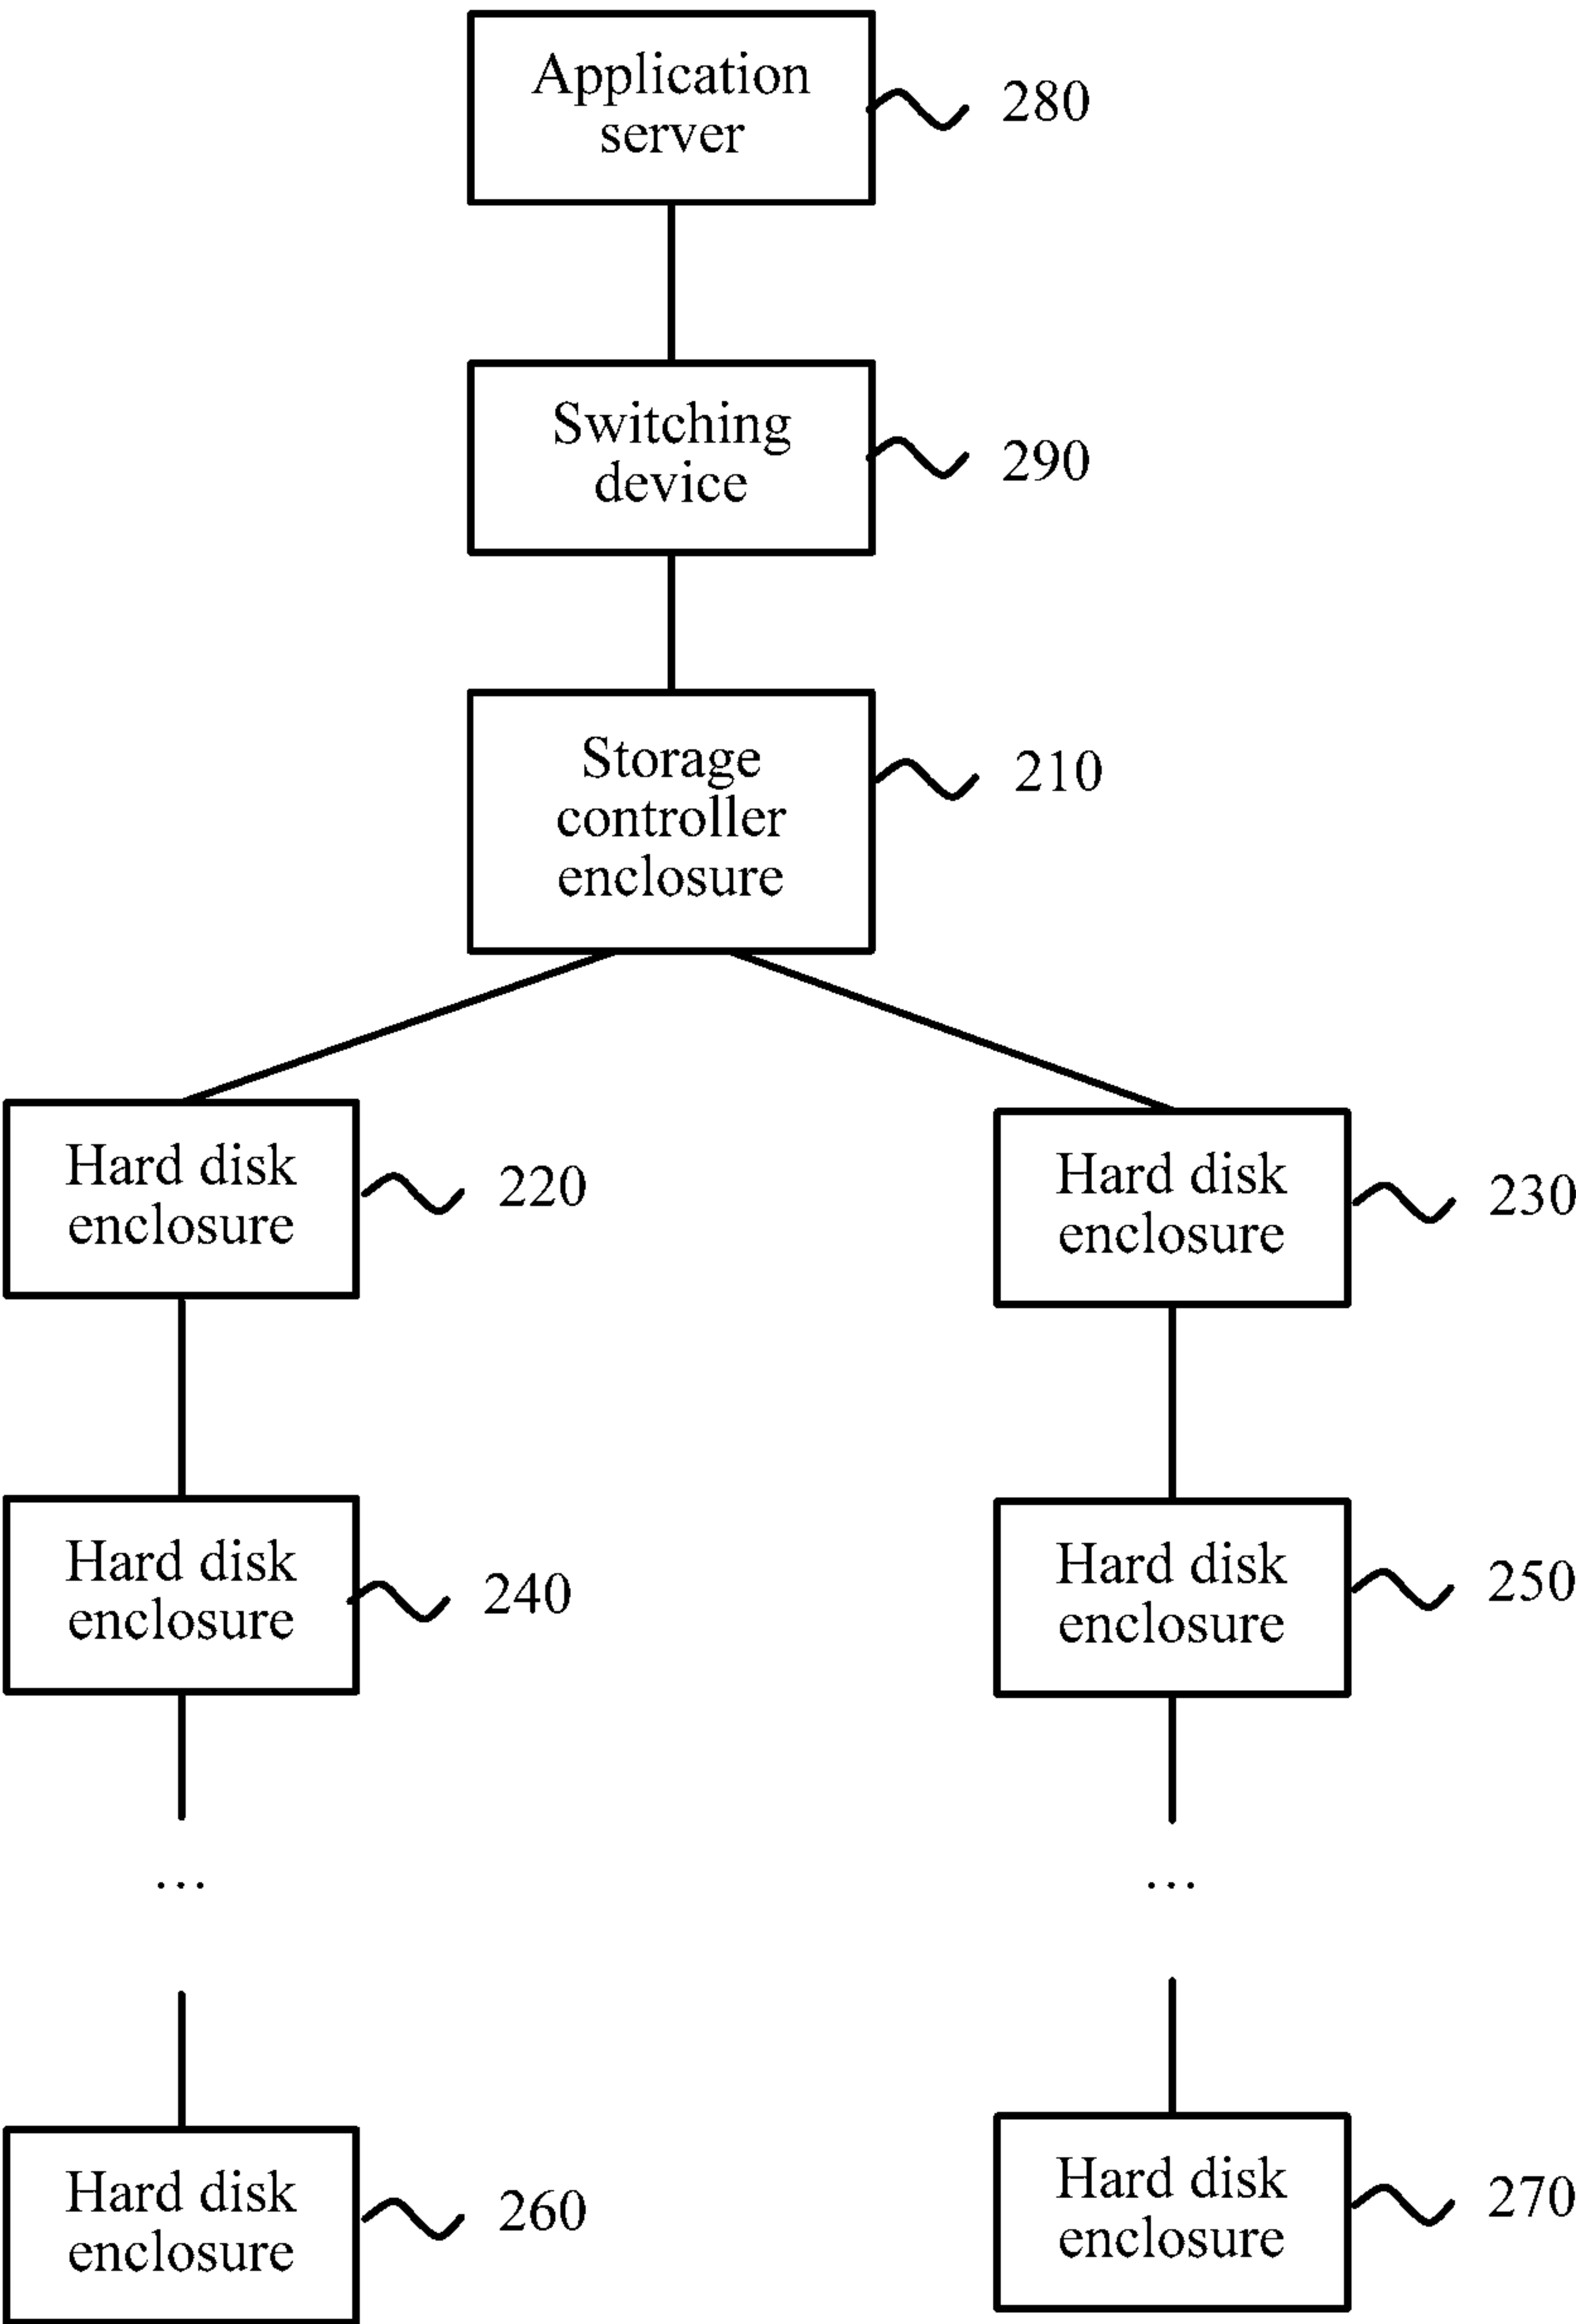 Application
server
280
Switching
device
290
Storage
controller
enclosure
210
Hard disk
enclosure
220
Hard disk
enclosure
230
Hard disk
enclosure
240
Hard disk
enclosure
250
...
...
Hard disk
enclosure
260
Hard disk
enclosure
270